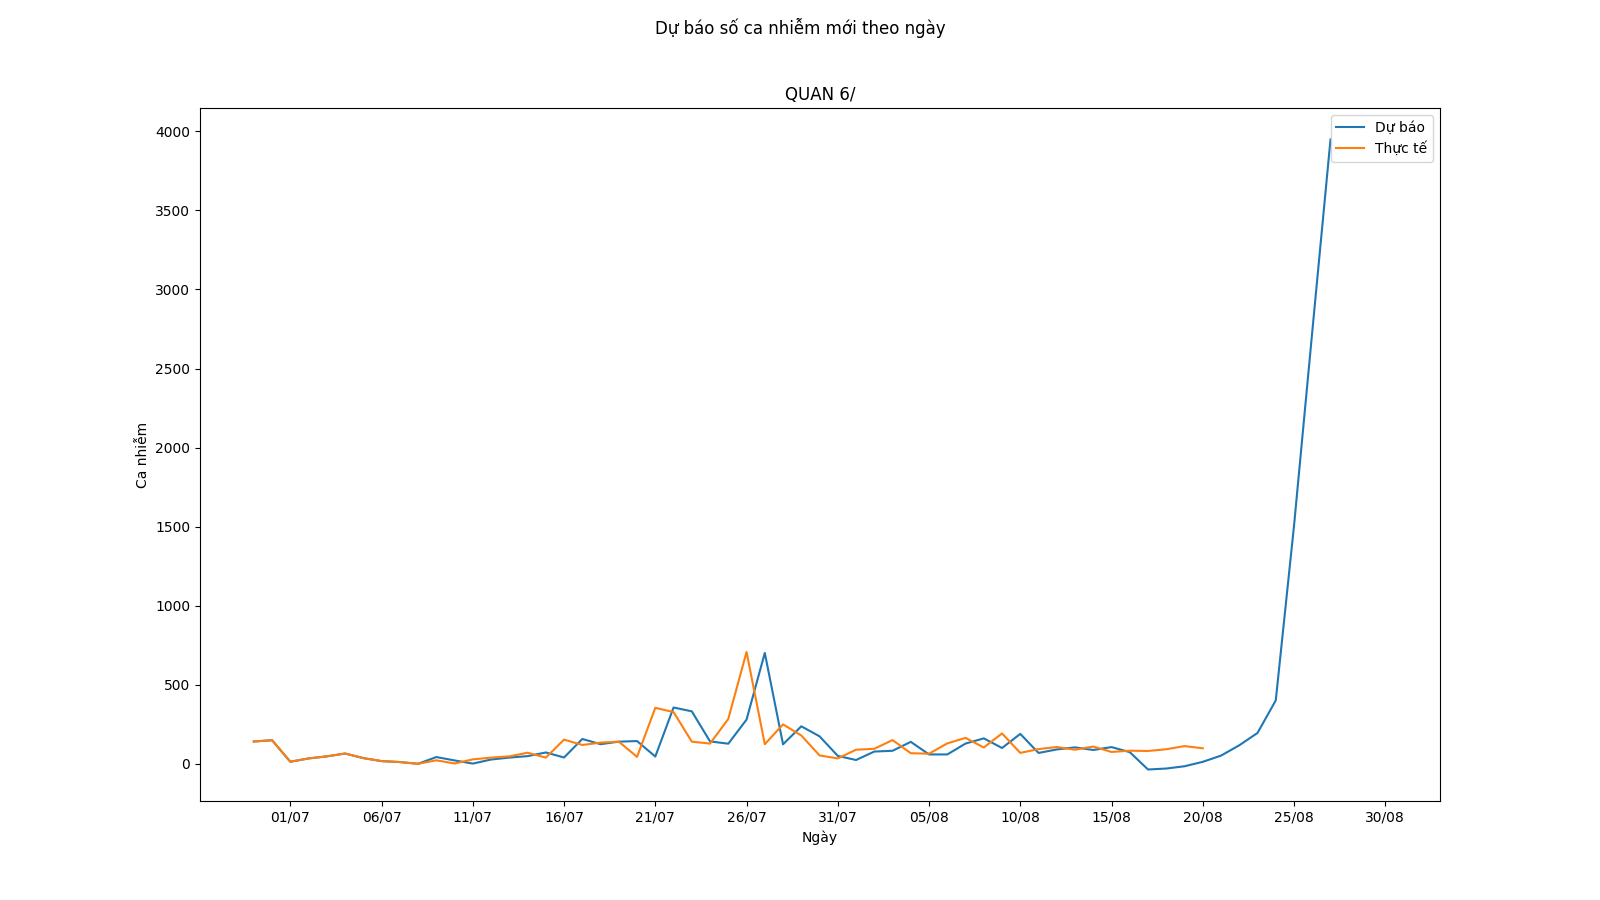 Dự báo số ca nhiễm mới theo ngày
QUAN 6/
4000
3500
3000
2500
2000
1500
1000
500
0
Ca nhiễm
Dự báo
Thực tế
01/07 06/07 11/07 16/07 21/07 26/07 31/07 05/08 10/08 15/08 20/08 25/08 30/08
Ngày